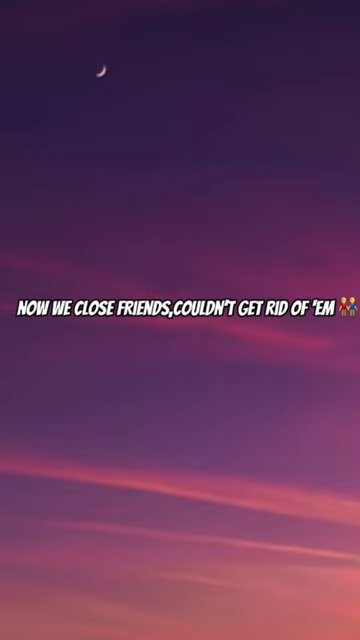 NOW WE CLOSE FRIENDS,COULDN'T GET RID OF 'EM 👬